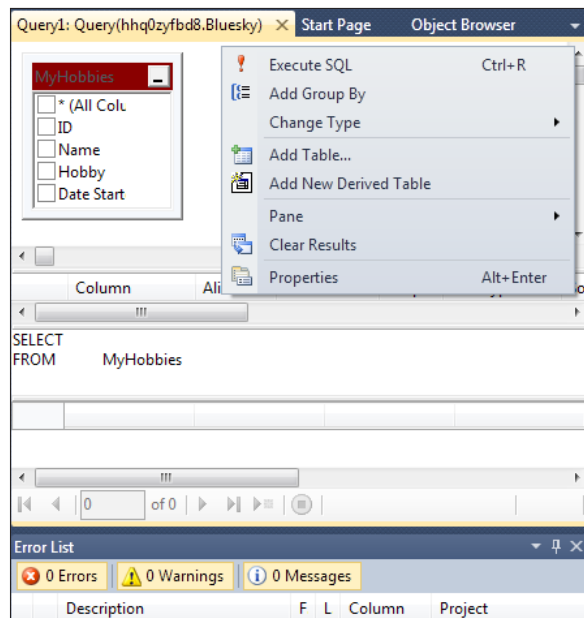 Query1: Query(hhq0zyfbd8.Bluesky) Start Page Object Browser
MyHobbies
* (All Colu
ID
Name
Hobby
Date Start
Execute SQL Ctrl+R
Add Group By
Change Type
Add Table...
Add New Derived Table
Pane
Clear Results
Properties Alt+Enter
Column Ali
SELECT
FROM MyHobbies
0 of 0
Error List
0 Errors 0 Warnings 0 Messages
Description F L Column Project